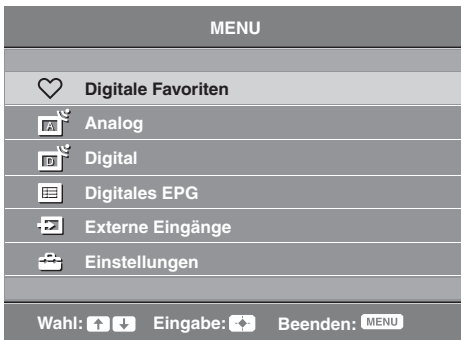 MENU
Digitale Favoriten
A Analog
D Digital
Digitales EPG
Externe Eingänge
Einstellungen
Wahl: Eingabe: Beenden: MENU